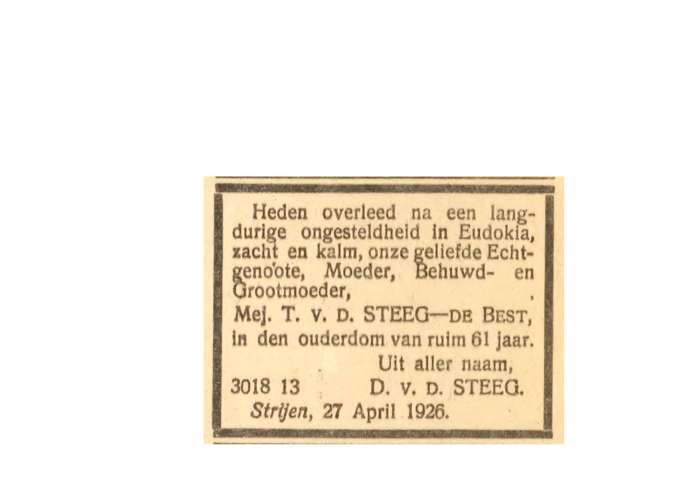 Heden overleed na een lang-
durige ongesteldheid in Eudokia,
zacht en kalm, onze geliefde Echt-
genoote, Moeder, Behuwd- en
Grootmoeder,
Mej. T. v. D. STEEG—DE BEST,
in den ouderdom van ruim 61 jaar.
Uit aller naam,
3018 13 D. v. D. STEEG.
Strijen, 27 April 1926.